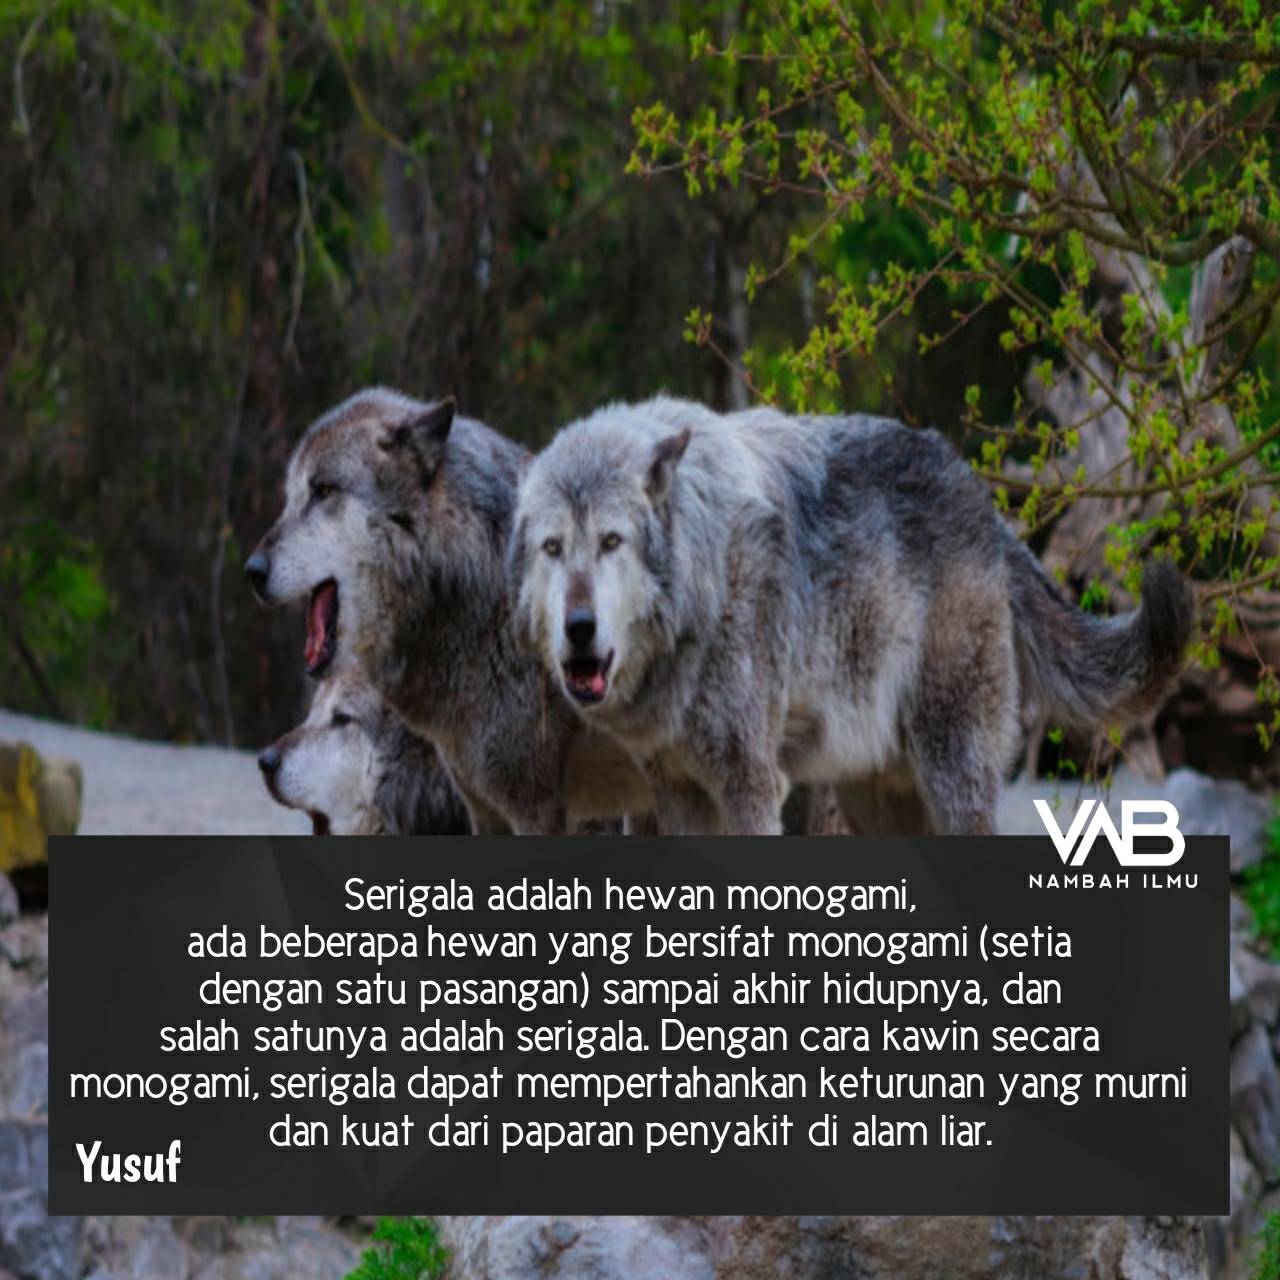 VAB
NAMBAH ILMU
Serigala adalah hewan monogami,
ada beberapa hewan yang bersifat monogami (setia
dengan satu pasangan) sampai akhir hidupnya, dan
salah satunya adalah serigala. Dengan cara kawin secara
monogami, serigala dapat mempertahankan keturunan yang murni
dan kuat dari paparan penyakit di alam liar.
Yusuf